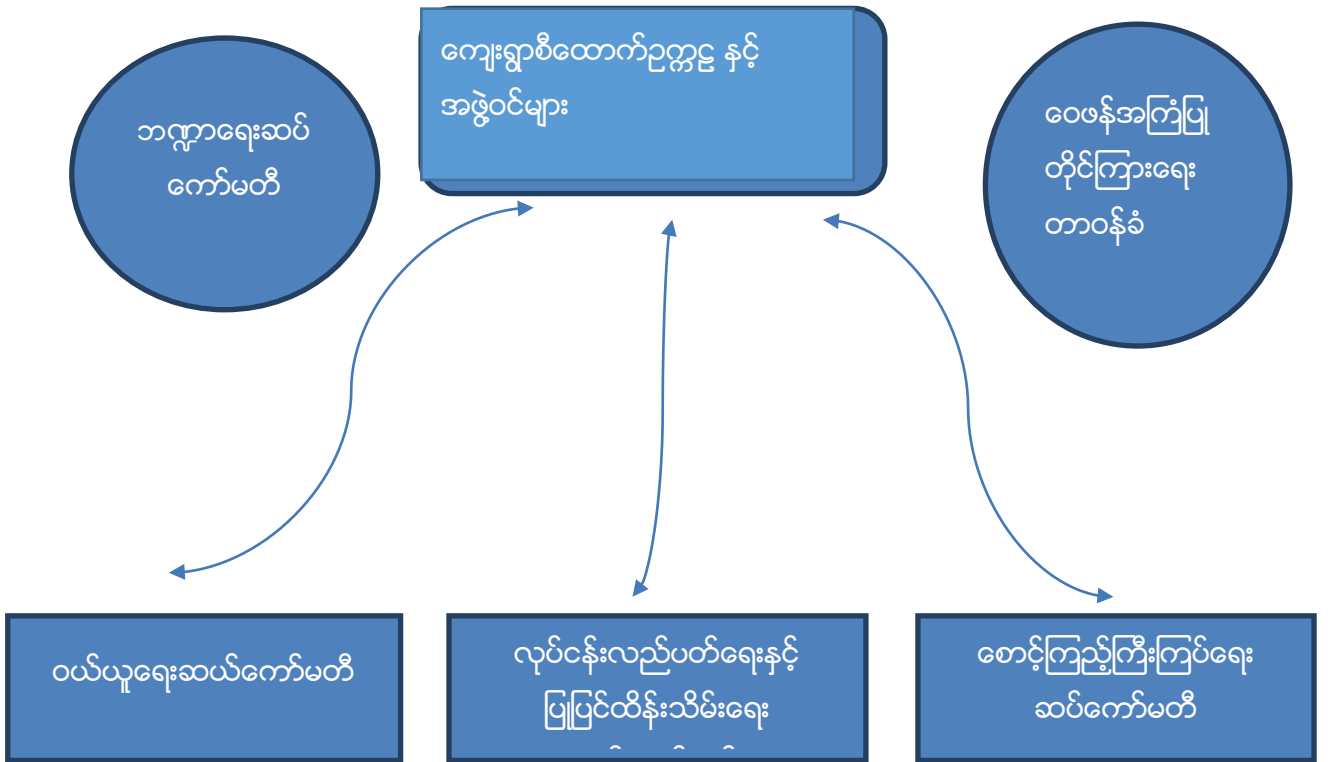 ကျေးရွာစီထောက်ဥက္ကဋ္ဌ နှင့်
အဖွဲ့ဝင်များ
ဘဏ္ဍာရေးဆပ်
ကော်မတီ
ဝေဖန်အကြံပြု
တိုင်ကြားရေး
တာဝန်ခံ
ဝယ်ယူရေးဆယ်ကော်မတီ
လုပ်ငန်းလည်ပတ်ရေးနှင့်
ပြုပြင်ထိန်းသိမ်းရေး
စောင့်ကြည့်ကြီးကြပ်ရေး
ဆပ်ကော်မတီ